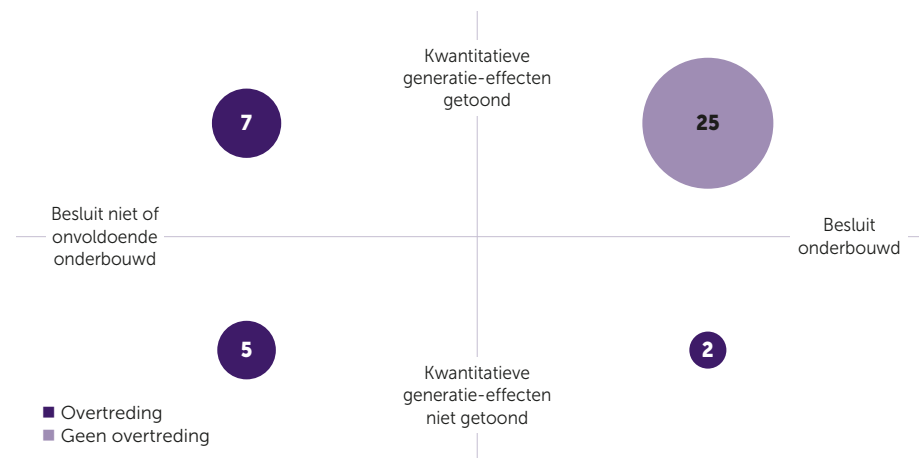 Kwantitatieve
generatie-effecten
getoond
7
25
Besluit niet of
onvoldoende
onderbouwd
Besluit
onderbouwd
5
2
Kwantitatieve
generatie-effecten
niet getoond
Overtreding
Geen overtreding